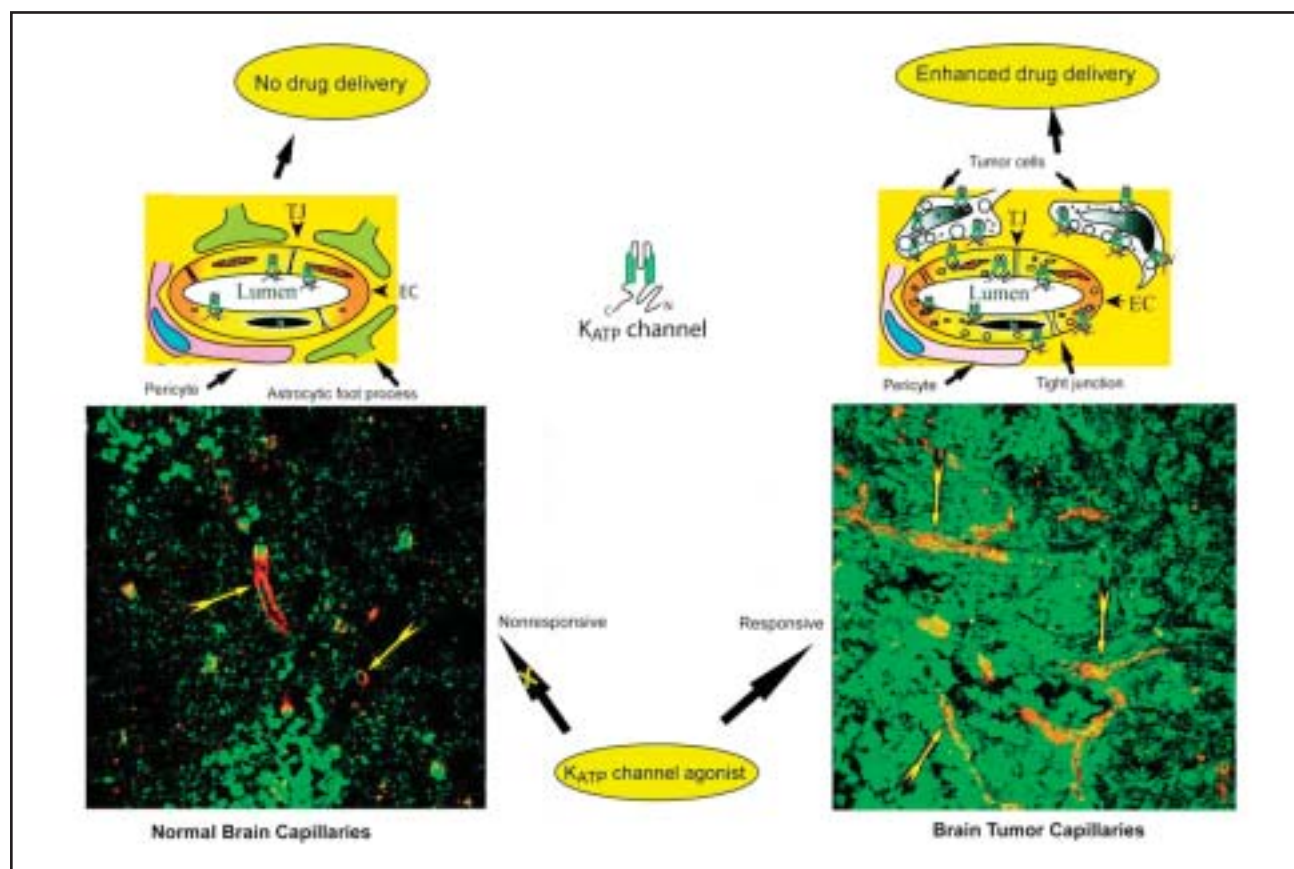 No drug delivery
Enhanced drug delivery
Tumor cells
TJ
Lumen
EC
Pericyte
Astrocytic foot process
C
N
KATP channel
TJ
Lumen
EC
Pericyte
Tight junction
Nonresponsive
Responsive
X
KATP channel agonist
Normal Brain Capillaries
Brain Tumor Capillaries